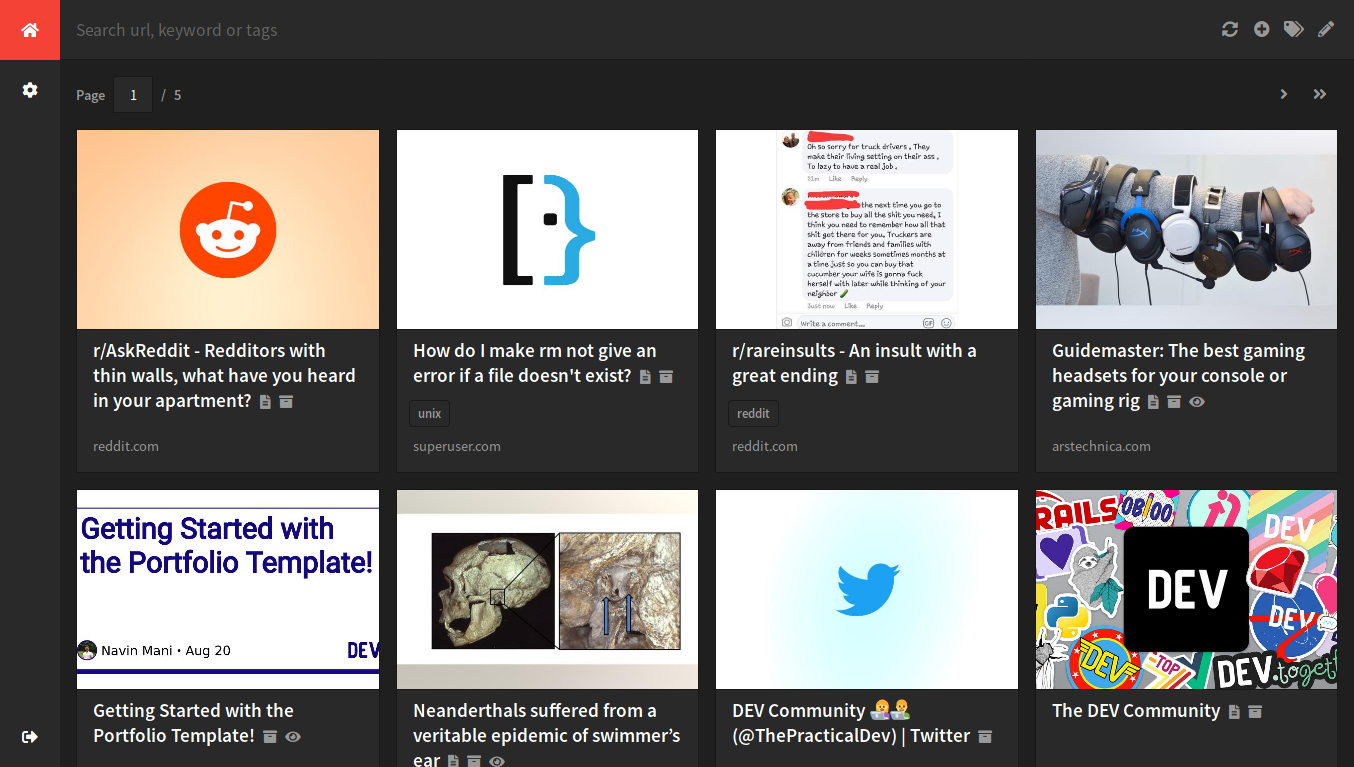 Search url, keyword or tags
Page 1 / 5
Oh so sorry for truck drivers , They
make their living setting on their ass ,
To lazy to have a real job ,
Like Reply
the next time you go to
the store to buy all the shit you need, I
think you need to remember how all that
shit got there for you, Truckers are
away from friends and families with
children for weeks sometimes months at
a time just so you can buy that
cucumber your wife is gonna fuck
herself with later while thinking of your
neighbor 🥒
Just now Like Reply
Write a comment...
GIF
r/AskReddit - Redditors with
thin walls, what have you heard
in your apartment?
reddit.com
How do I make rm not give an
error if a file doesn't exist?
unix
superuser.com
r/rareinsults - An insult with a
great ending
reddit
reddit.com
Guidemaster: The best gaming
headsets for your console or
gaming rig
arstechnica.com
Getting Started with
the Portfolio Template!
Navin Mani • Aug 20
DEV
Getting Started with the
Portfolio Template!
Neanderthals suffered from a
veritable epidemic of swimmer’s
ear
DEV Community 👩‍💻👨‍💻
(@ThePracticalDev) | Twitter
RAILS
DEV
DEV
DEV
DEV
TOP
DEV.together
The DEV Community